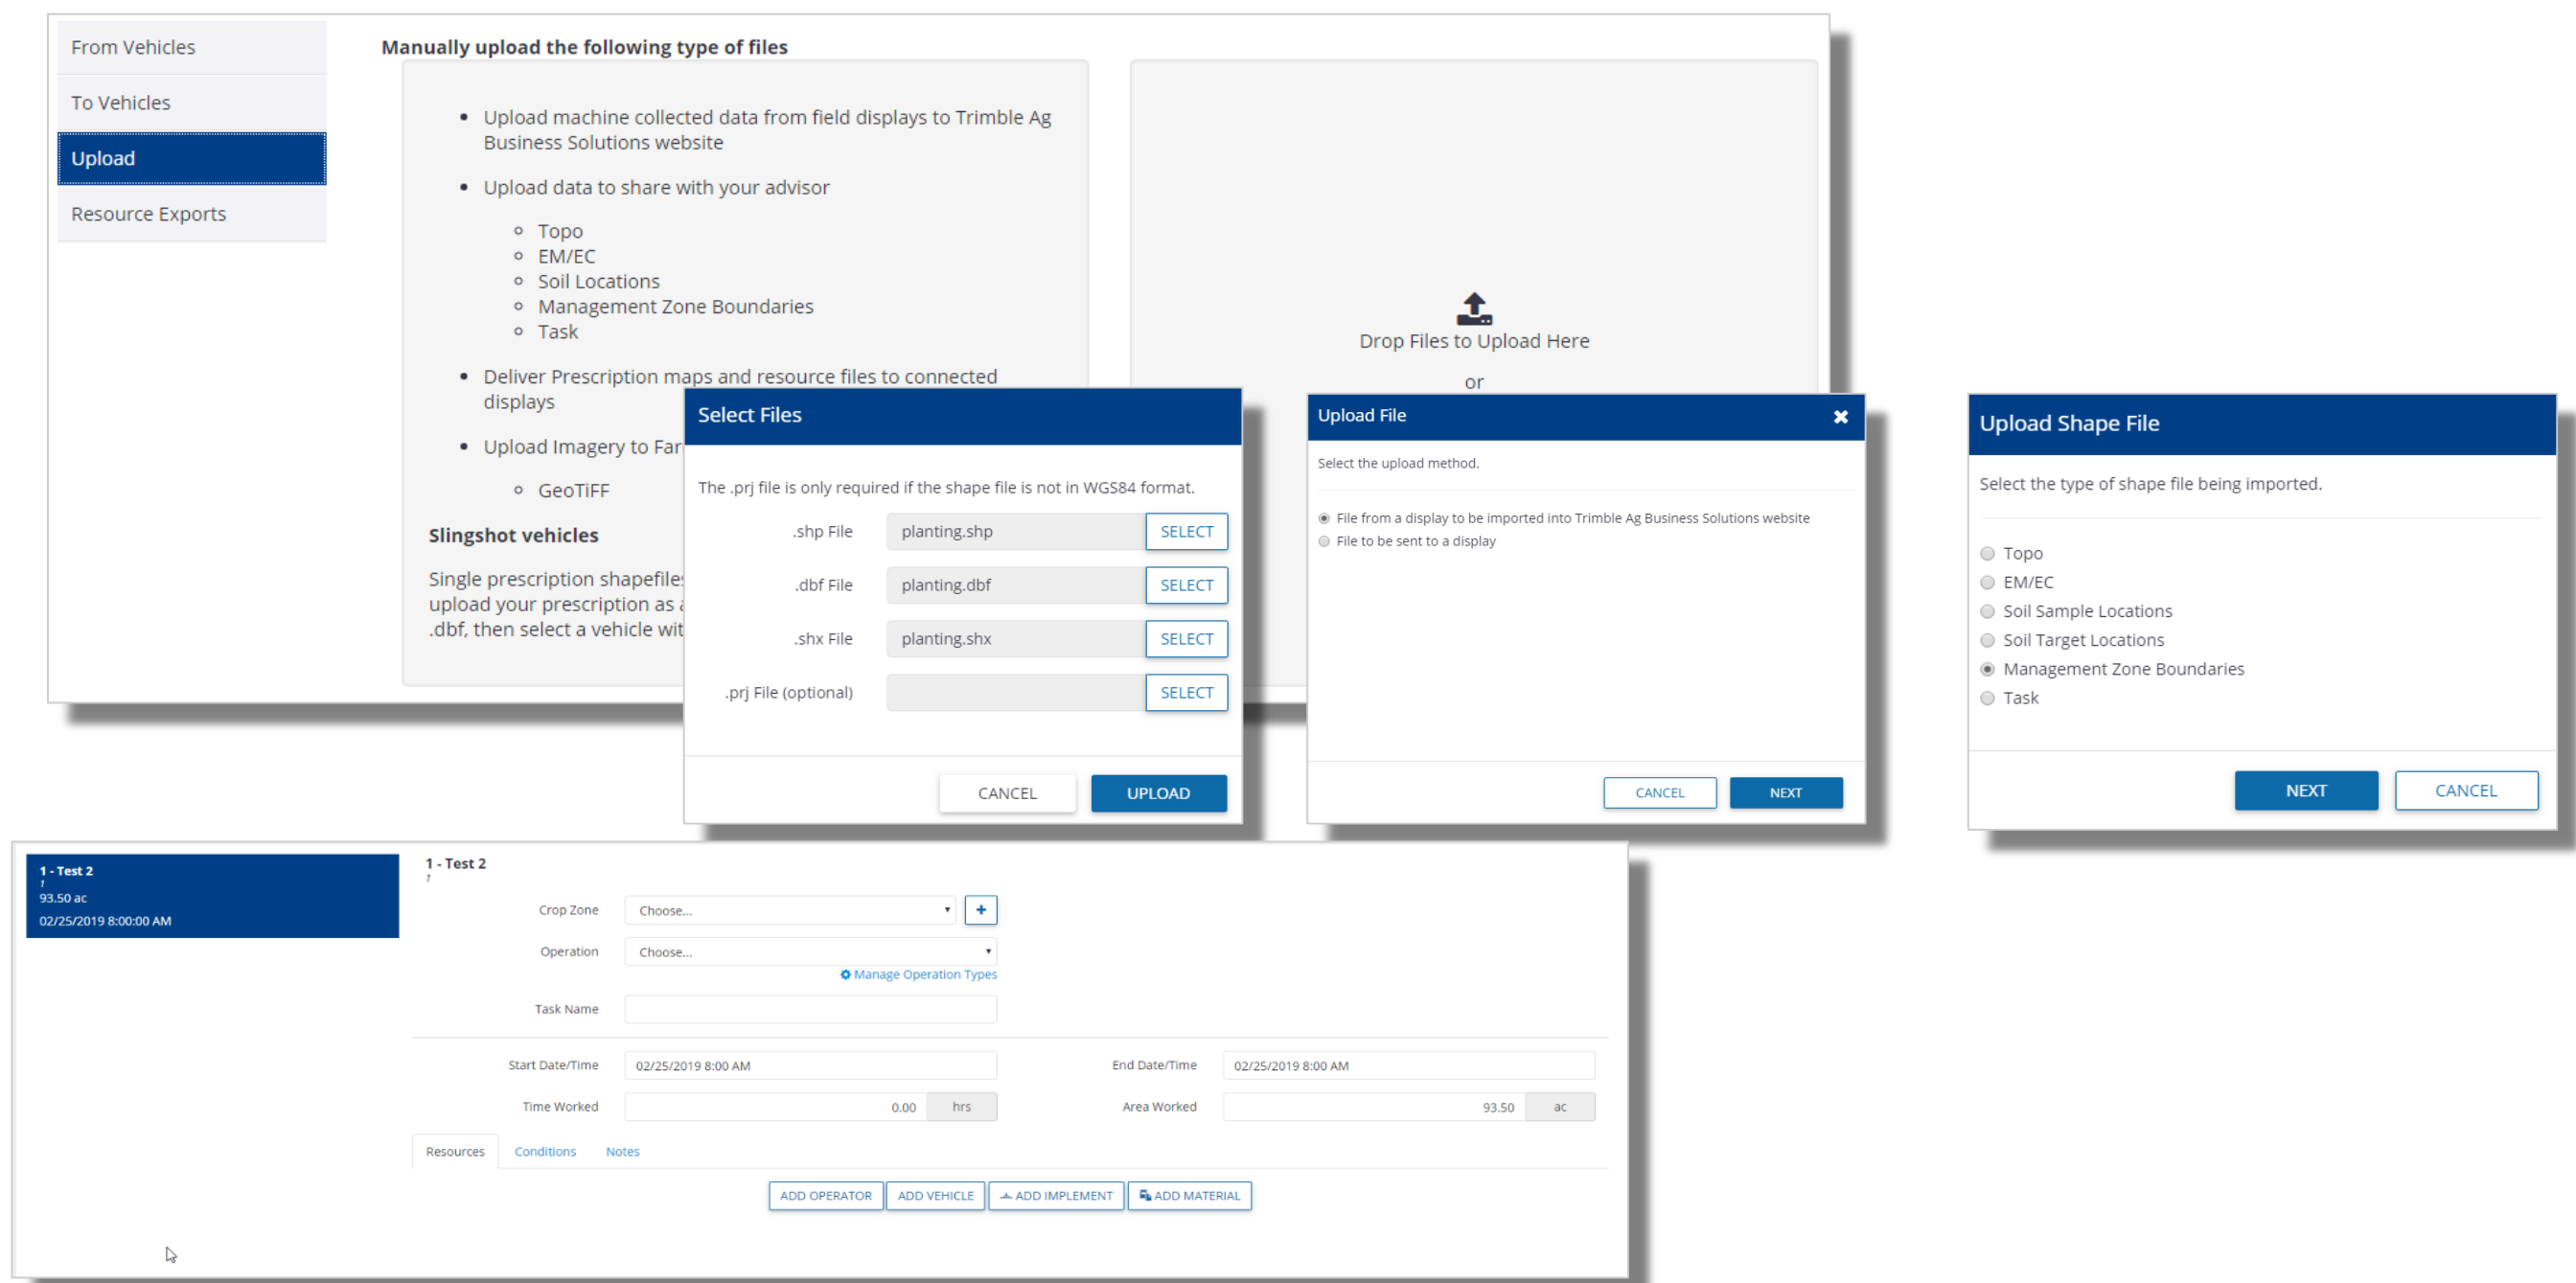 From Vehicles
To Vehicles
Upload
Resource Exports
Manually upload the following type of files
• Upload machine collected data from field displays to Trimble Ag
Business Solutions website
• Upload data to share with your advisor
Topo
EM/EC
Soil Locations
Management Zone Boundaries
Task
• Deliver Prescription maps and resource files to connected
displays
• Upload Imagery to
GeoTiFF
Slingshot vehicles
Single prescription
upload your prescription as
.dbf, then select a vehicle
Drop Files to Upload Here
or
Select Files
The .prj file is only required if the shape file is not in WGS84 format.
.shp File planting.shp SELECT
.dbf File planting.dbf SELECT
.shx File planting.shx SELECT
.prj File (optional) SELECT
CANCEL UPLOAD
Upload File
Select the upload method.
File from a display to be imported into Trimble Ag Business Solutions website
File to be sent to a display
CANCEL NEXT
Upload Shape File
Select the type of shape file being imported.
Topo
EM/EC
Soil Sample Locations
Soil Target Locations
Management Zone Boundaries
Task
NEXT CANCEL
1 - Test 2
1
93.50 ac
02/25/2019 8:00:00 AM
1 - Test 2
1
Crop Zone Choose... +
Operation Choose...
Manage Operation Types
Task Name
Start Date/Time 02/25/2019 8:00 AM End Date/Time 02/25/2019 8:00 AM
Time Worked 0.00 hrs Area Worked 93.50 ac
Resources Conditions Notes
ADD OPERATOR ADD VEHICLE ADD IMPLEMENT ADD MATERIAL